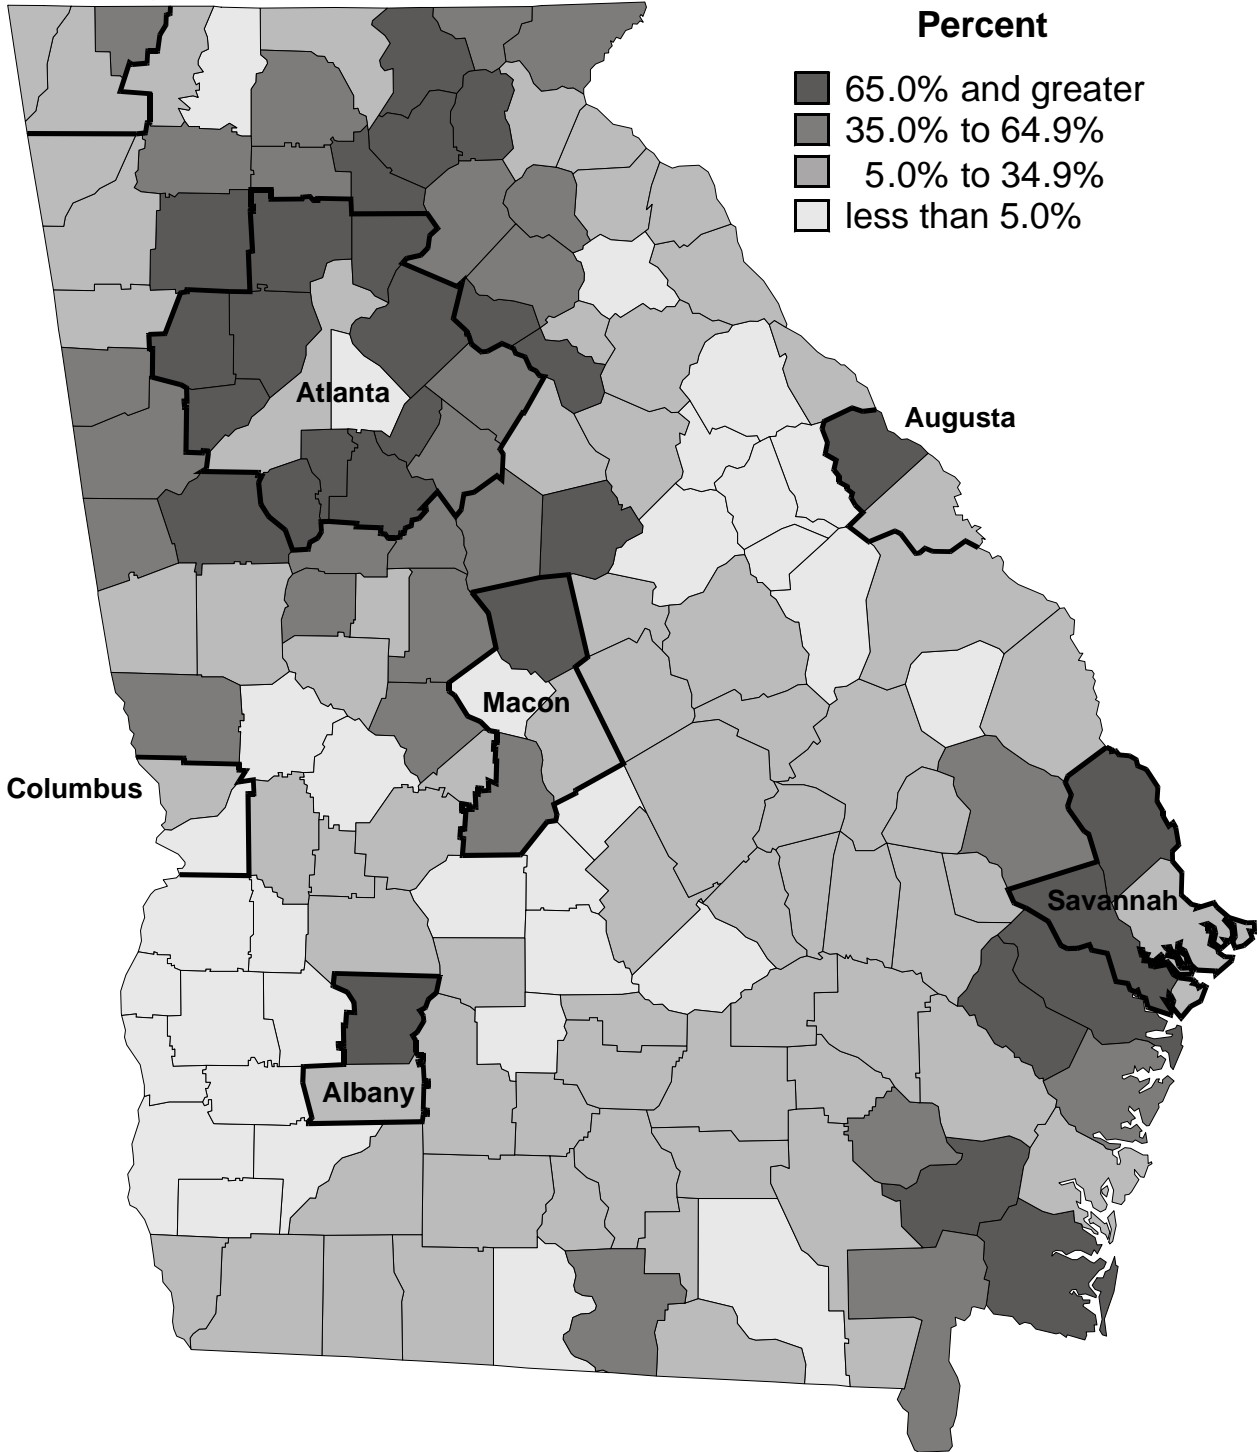 Percent
65.0% and greater
35.0% to 64.9%
5.0% to 34.9%
less than 5.0%
Atlanta
Augusta
Macon
Columbus
Savannah
Albany